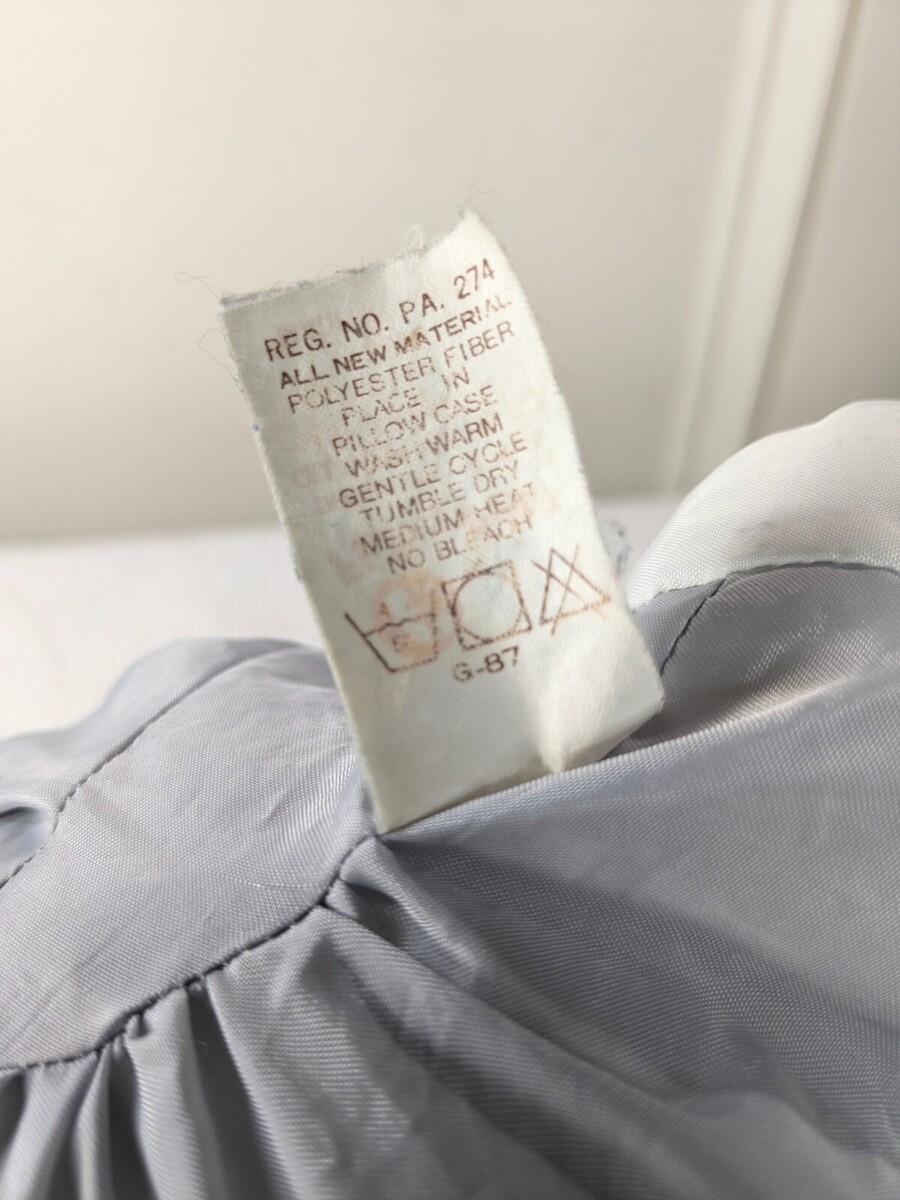 REG. NO. PA. 274
ALL NEW MATERIAL
POLYESTER FIBER
PLACE IN
PILLOW CASE
WASH WARM
GENTLE CYCLE
TUMBLE DRY
MEDIUM HEAT
NO BLEACH
G-87